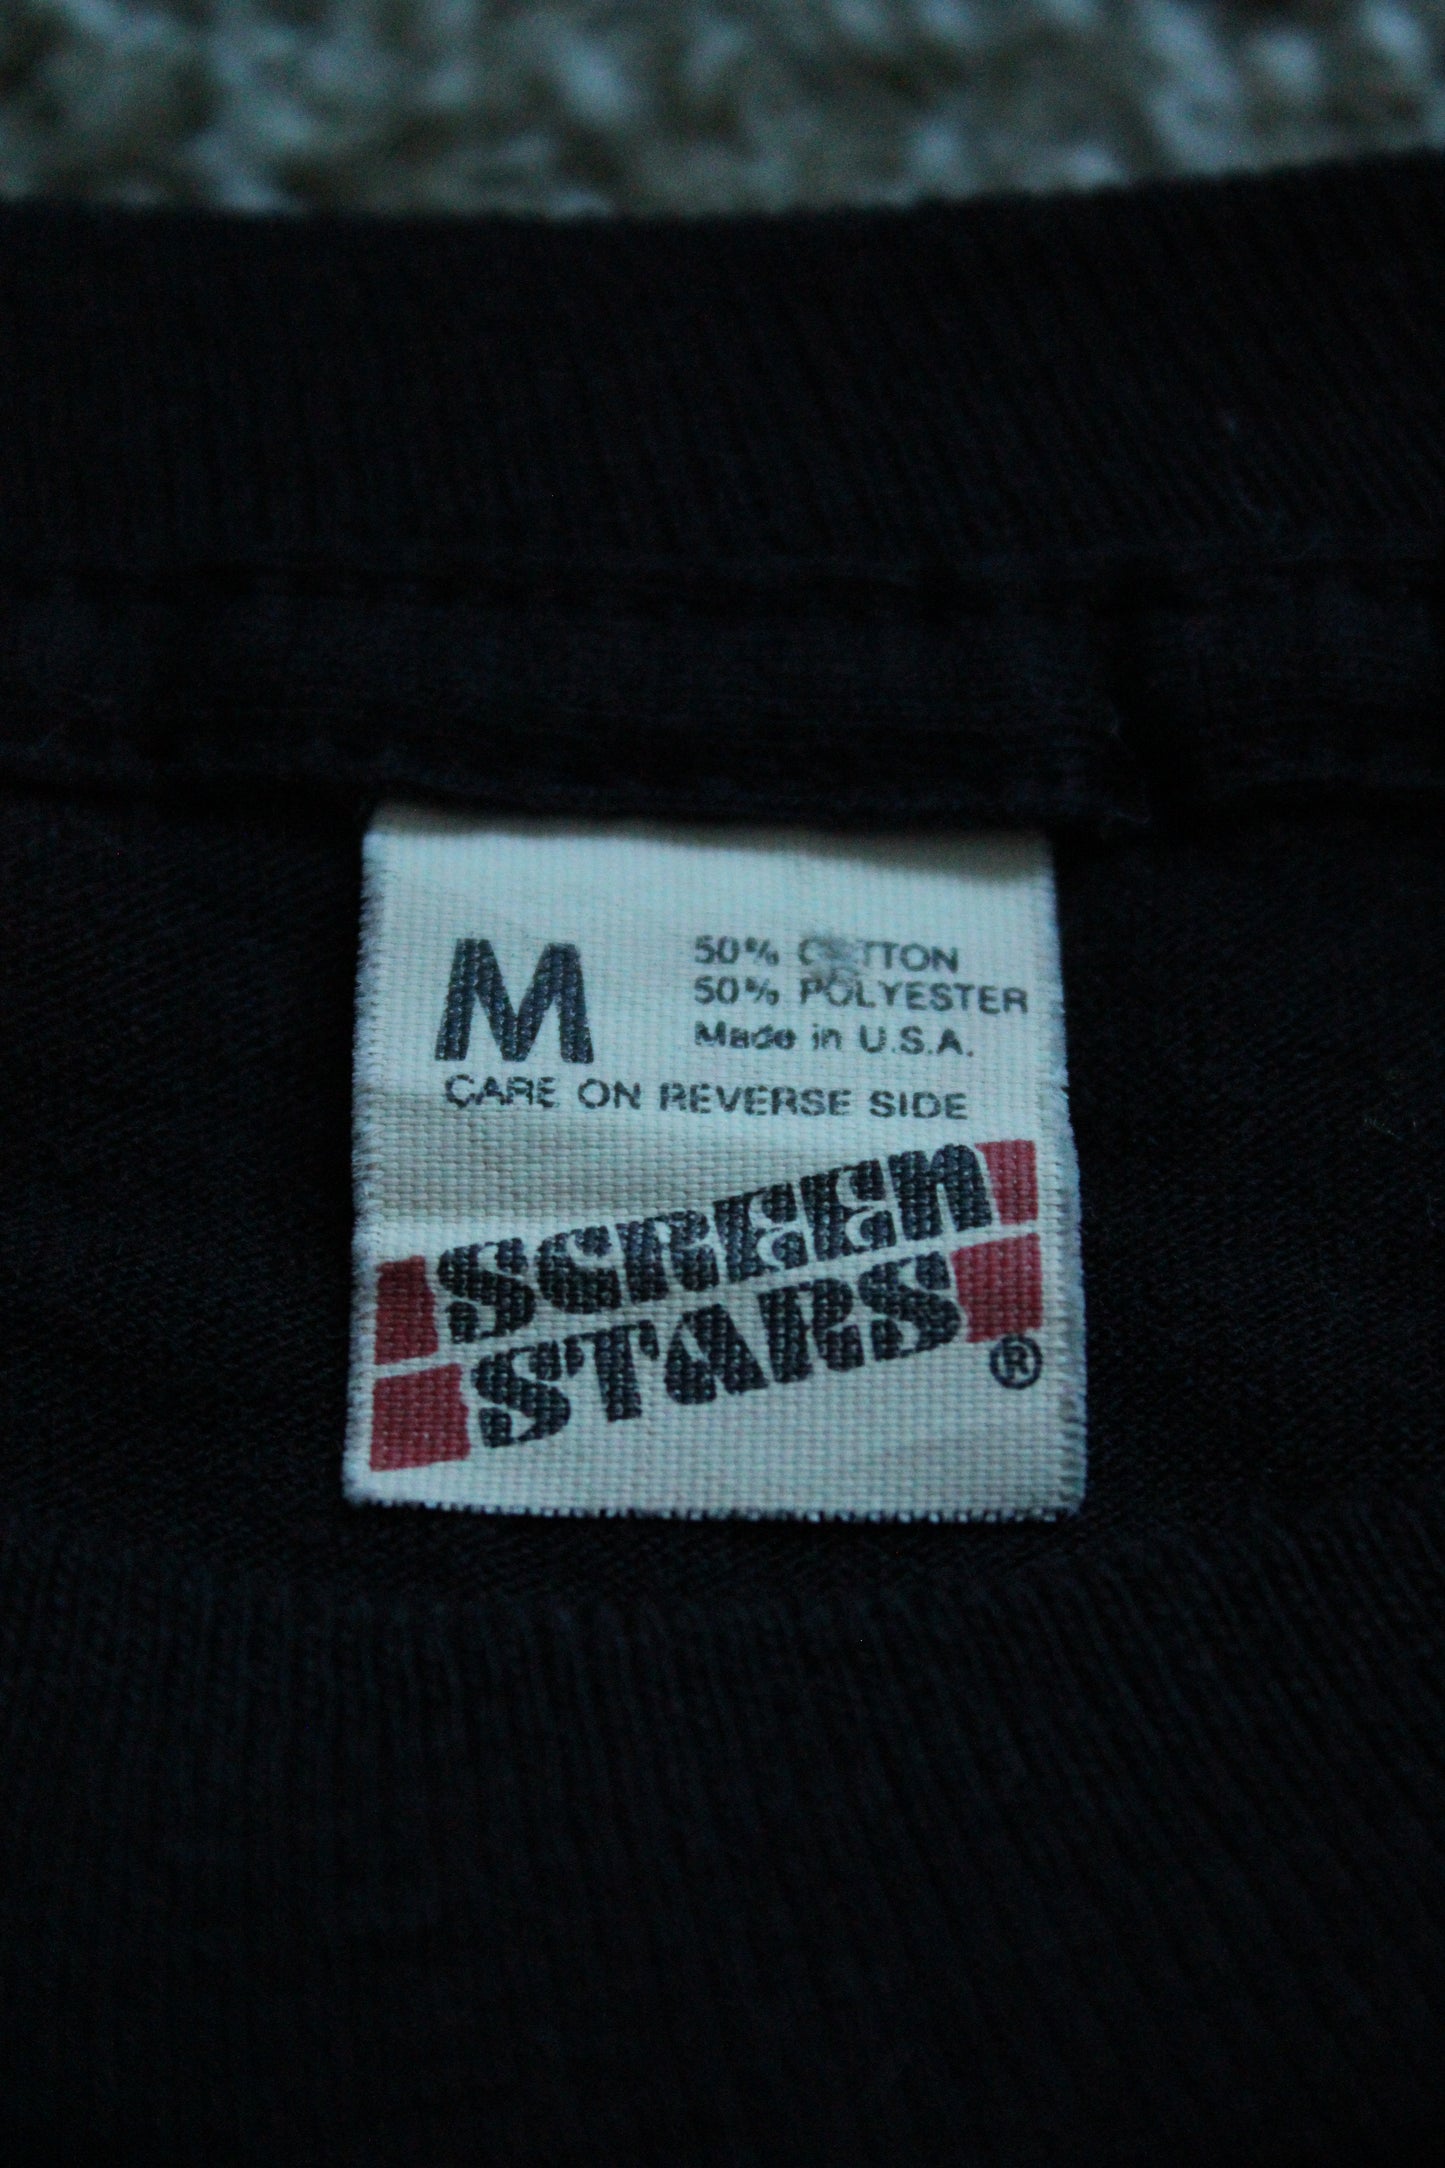 M
50% COTTON
50% POLYESTER
Made in U.S.A.
CARE ON REVERSE SIDE
SCREEN
STARS®